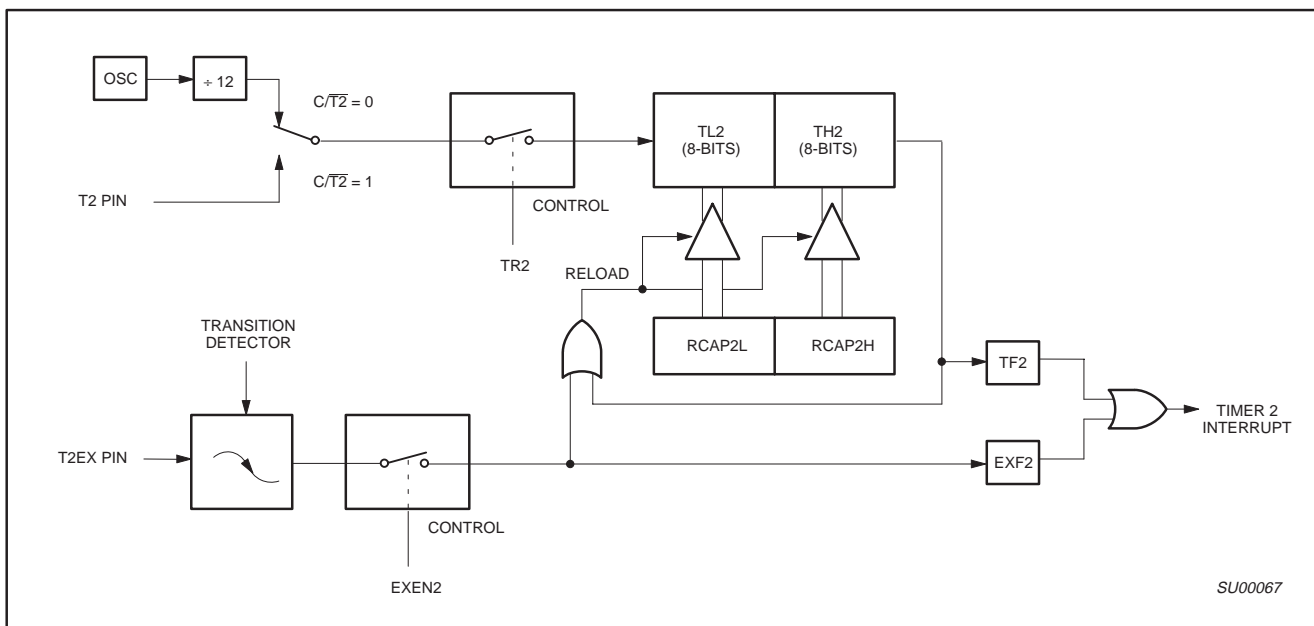 OSC
÷ 12
C/T2̅ = 0
C/T2̅ = 1
T2 PIN
CONTROL
TR2
TL2
(8-BITS)
TH2
(8-BITS)
RELOAD
RCAP2L
RCAP2H
TRANSITION
DETECTOR
T2EX PIN
CONTROL
EXEN2
TF2
EXF2
TIMER 2
INTERRUPT
SU00067